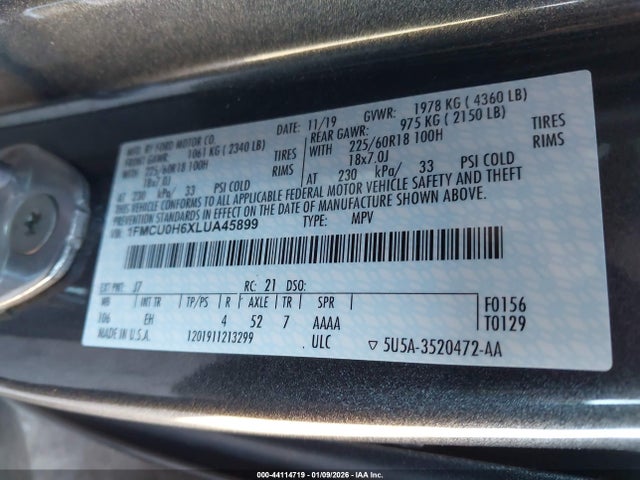 MFD. BY FORD MOTOR CO.
DATE: 11/19 GVWR: 1978 KG ( 4360 LB)
FRONT GAWR: 1061 KG ( 2340 LB)
REAR GAWR: 975 KG ( 2150 LB)
WITH 225/60R18 100H TIRES
WITH 225/60R18 100H TIRES
18x7.0J RIMS
18x7.0J RIMS
AT 230 kPa/ 33 PSI COLD
AT 230 kPa/ 33 PSI COLD
THIS VEHICLE CONFORMS TO ALL APPLICABLE FEDERAL MOTOR VEHICLE SAFETY AND THEFT
PREVENTION STANDARDS IN EFFECT ON THE DATE OF MANUFACTURE SHOWN ABOVE.
1FMCU0H6XLUA45899 TYPE: MPV
EXT PNT: J7 RC: 21 DSO:
WB INT TR TP/PS R AXLE TR SPR F0156
106 EH 4 52 7 AAAA T0129
U.S.A. 1201911213299 ULC ▽ 5U5A-3520472-AA
000-44114719 | 01/09/2026 | IAA Inc.